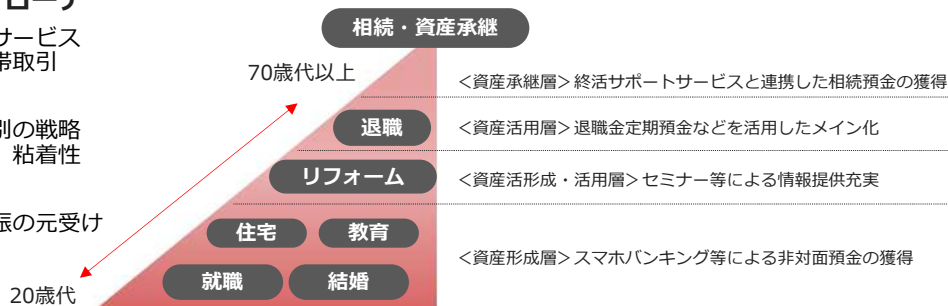 サービス
帯取引
別の戦略
粘着性
振の元受け
相続・資産承継
70歳代以上
<資産承継層>終活サポートサービスと連携した相続預金の獲得
退職
<資産活用層>退職金定期預金などを活用したメイン化
リフォーム
<資産活形成・活用層>セミナー等による情報提供充実
住宅
教育
<資産形成層>スマホバンキング等による非対面預金の獲得
就職
結婚
20歳代